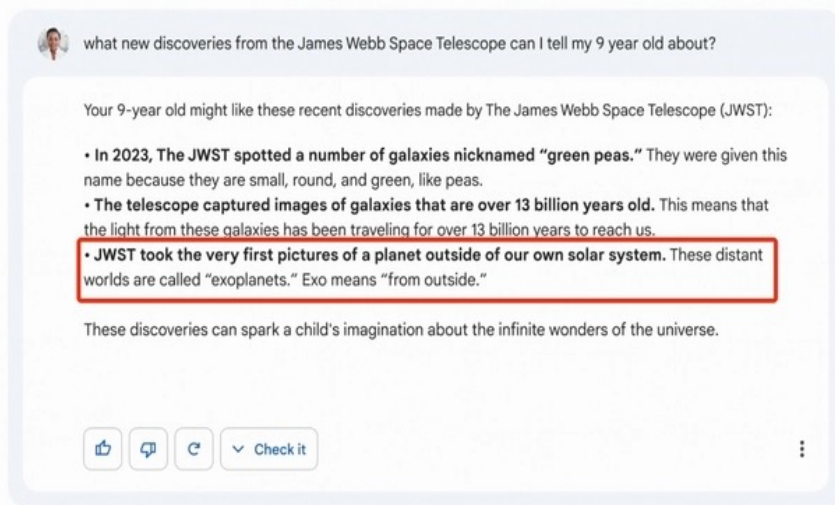 what new discoveries from the James Webb Space Telescope can I tell my 9 year old about?
Your 9-year old might like these recent discoveries made by The James Webb Space Telescope (JWST):
• In 2023, The JWST spotted a number of galaxies nicknamed “green peas.” They were given this
name because they are small, round, and green, like peas.
• The telescope captured images of galaxies that are over 13 billion years old. This means that
the light from these galaxies has been traveling for over 13 billion years to reach us.
• JWST took the very first pictures of a planet outside of our own solar system. These distant
worlds are called “exoplanets.” Exo means “from outside.”
These discoveries can spark a child's imagination about the infinite wonders of the universe.
Check it